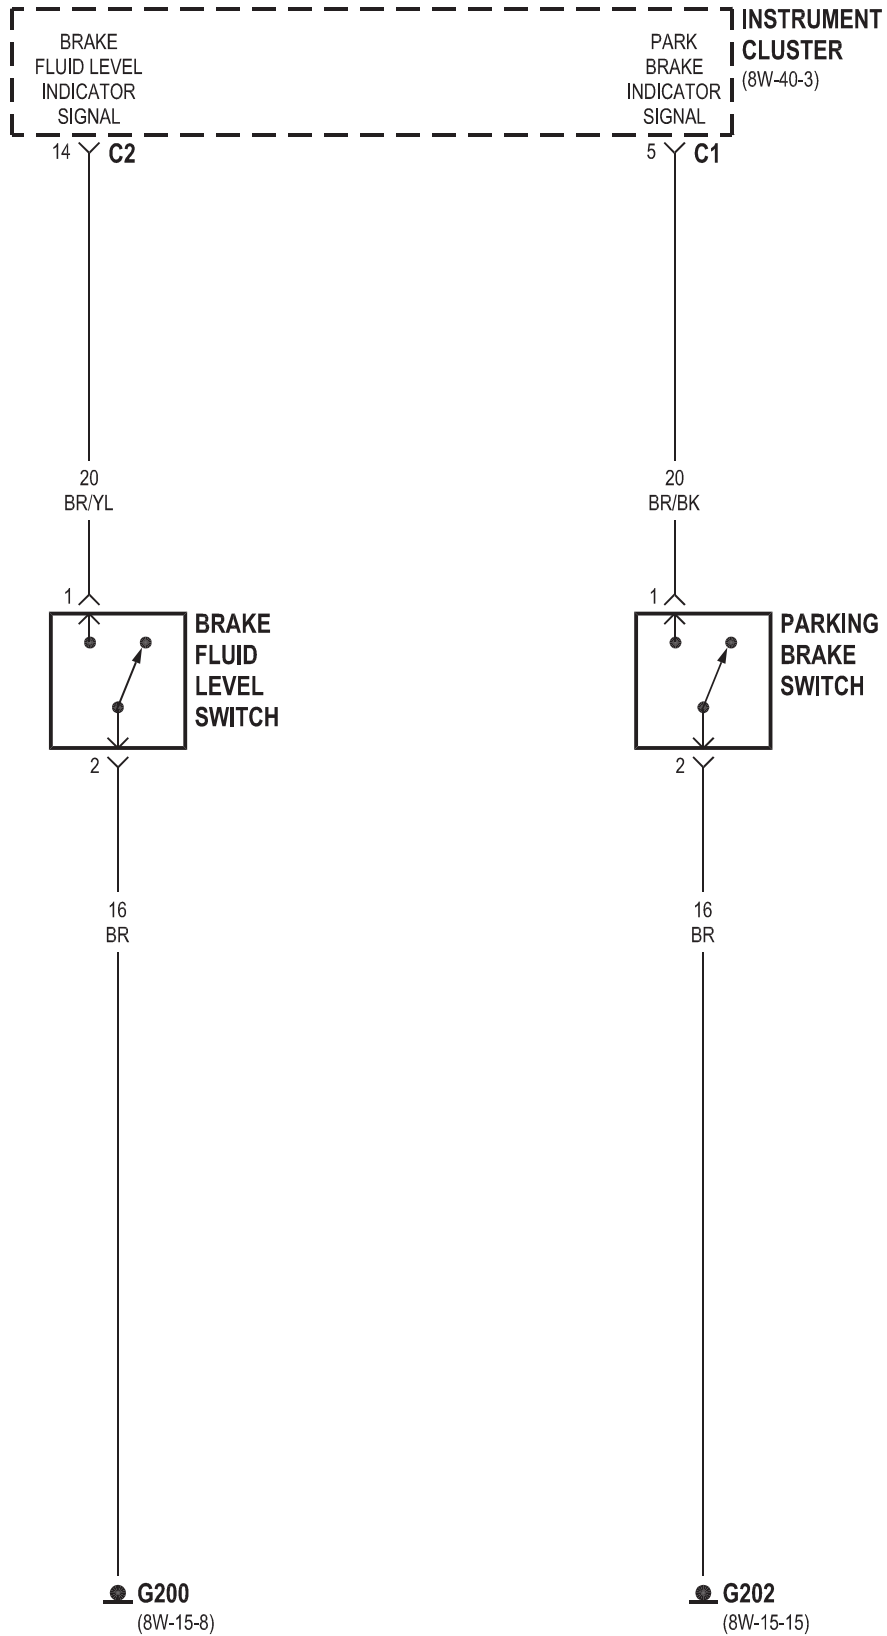 INSTRUMENT
CLUSTER
(8W-40-3)
BRAKE
FLUID LEVEL
INDICATOR
SIGNAL
PARK
BRAKE
INDICATOR
SIGNAL
14
C2
5
C1
20
BR/YL
20
BR/BK
1
BRAKE
FLUID
LEVEL
SWITCH
2
1
PARKING
BRAKE
SWITCH
2
16
BR
16
BR
G200
(8W-15-8)
G202
(8W-15-15)